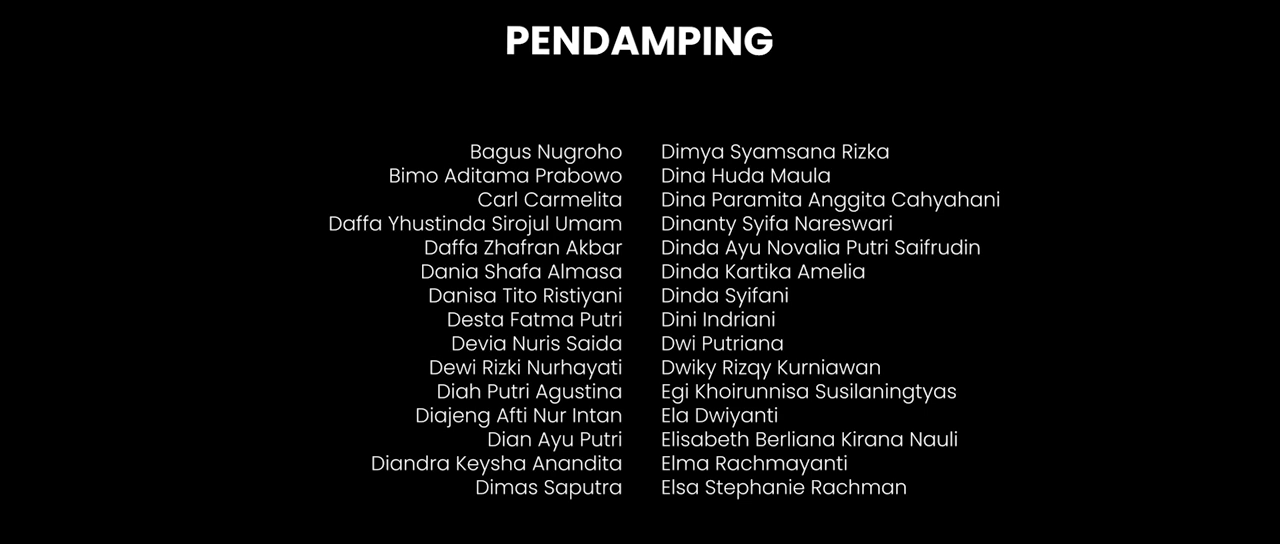 PENDAMPING
Bagus Nugroho
Bimo Aditama Prabowo
Carl Carmelita
Daffa Yhustinda Sirojul Umam
Daffa Zhafran Akbar
Dania Shafa Almasa
Danisa Tito Ristiyani
Desta Fatma Putri
Devia Nuris Saida
Dewi Rizki Nurhayati
Diah Putri Agustina
Diajeng Afti Nur Intan
Dian Ayu Putri
Diandra Keysha Anandita
Dimas Saputra
Dimya Syamsana Rizka
Dina Huda Maula
Dina Paramita Anggita Cahyahani
Dinanty Syifa Nareswari
Dinda Ayu Novalia Putri Saifrudin
Dinda Kartika Amelia
Dinda Syifani
Dini Indriani
Dwi Putriana
Dwiky Rizqy Kurniawan
Egi Khoirunnisa Susilaningtyas
Ela Dwiyanti
Elisabeth Berliana Kirana Nauli
Elma Rachmayanti
Elsa Stephanie Rachman